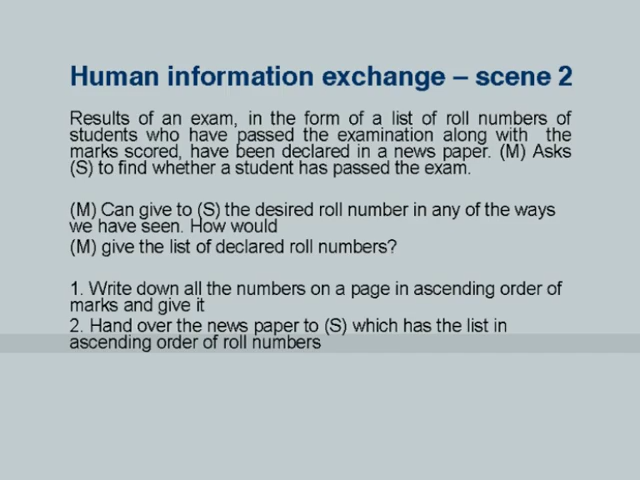 Human information exchange – scene 2
Results of an exam, in the form of a list of roll numbers of
students who have passed the examination along with the
marks scored, have been declared in a news paper. (M) Asks
(S) to find whether a student has passed the exam.
(M) Can give to (S) the desired roll number in any of the ways
we have seen. How would
(M) give the list of declared roll numbers?
1. Write down all the numbers on a page in ascending order of
marks and give it
2. Hand over the news paper to (S) which has the list in
ascending order of roll numbers